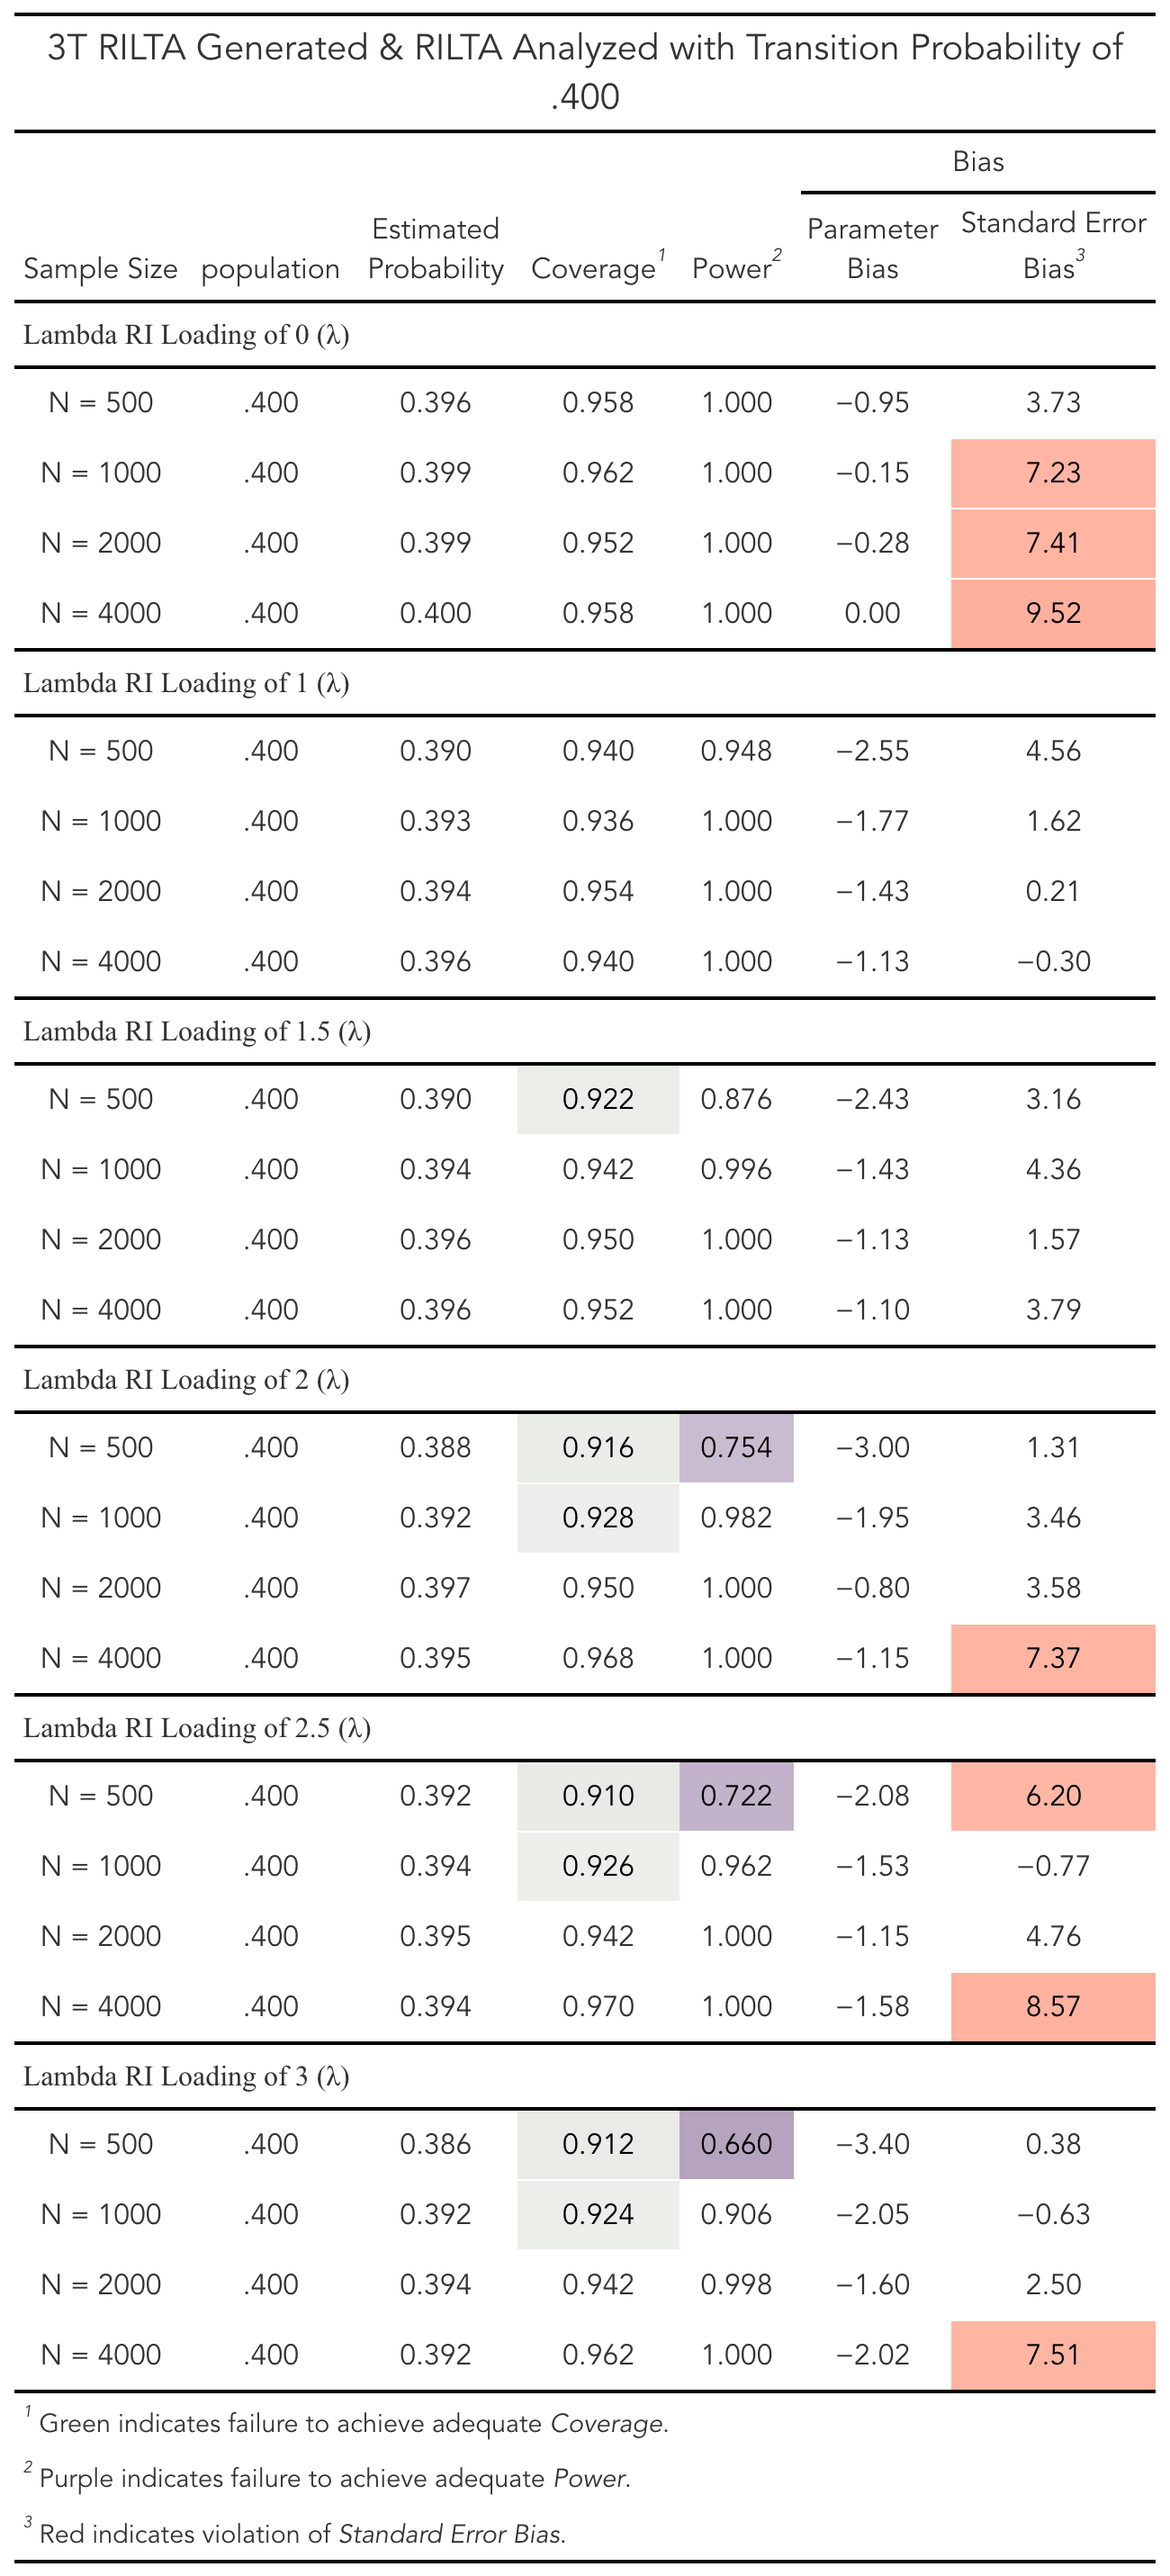 3T RILTA Generated & RILTA Analyzed with Transition Probability of
.400
Bias
Sample Size population Estimated Probability Coverage¹ Power² Parameter Bias Standard Error Bias³
Lambda RI Loading of 0 (λ)
N = 500 .400 0.396 0.958 1.000 −0.95 3.73
N = 1000 .400 0.399 0.962 1.000 −0.15 7.23
N = 2000 .400 0.399 0.952 1.000 −0.28 7.41
N = 4000 .400 0.400 0.958 1.000 0.00 9.52
Lambda RI Loading of 1 (λ)
N = 500 .400 0.390 0.940 0.948 −2.55 4.56
N = 1000 .400 0.393 0.936 1.000 −1.77 1.62
N = 2000 .400 0.394 0.954 1.000 −1.43 0.21
N = 4000 .400 0.396 0.940 1.000 −1.13 −0.30
Lambda RI Loading of 1.5 (λ)
N = 500 .400 0.390 0.922 0.876 −2.43 3.16
N = 1000 .400 0.394 0.942 0.996 −1.43 4.36
N = 2000 .400 0.396 0.950 1.000 −1.13 1.57
N = 4000 .400 0.396 0.952 1.000 −1.10 3.79
Lambda RI Loading of 2 (λ)
N = 500 .400 0.388 0.916 0.754 −3.00 1.31
N = 1000 .400 0.392 0.928 0.982 −1.95 3.46
N = 2000 .400 0.397 0.950 1.000 −0.80 3.58
N = 4000 .400 0.395 0.968 1.000 −1.15 7.37
Lambda RI Loading of 2.5 (λ)
N = 500 .400 0.392 0.910 0.722 −2.08 6.20
N = 1000 .400 0.394 0.926 0.962 −1.53 −0.77
N = 2000 .400 0.395 0.942 1.000 −1.15 4.76
N = 4000 .400 0.394 0.970 1.000 −1.58 8.57
Lambda RI Loading of 3 (λ)
N = 500 .400 0.386 0.912 0.660 −3.40 0.38
N = 1000 .400 0.392 0.924 0.906 −2.05 −0.63
N = 2000 .400 0.394 0.942 0.998 −1.60 2.50
N = 4000 .400 0.392 0.962 1.000 −2.02 7.51
¹ Green indicates failure to achieve adequate Coverage.
² Purple indicates failure to achieve adequate Power.
³ Red indicates violation of Standard Error Bias.